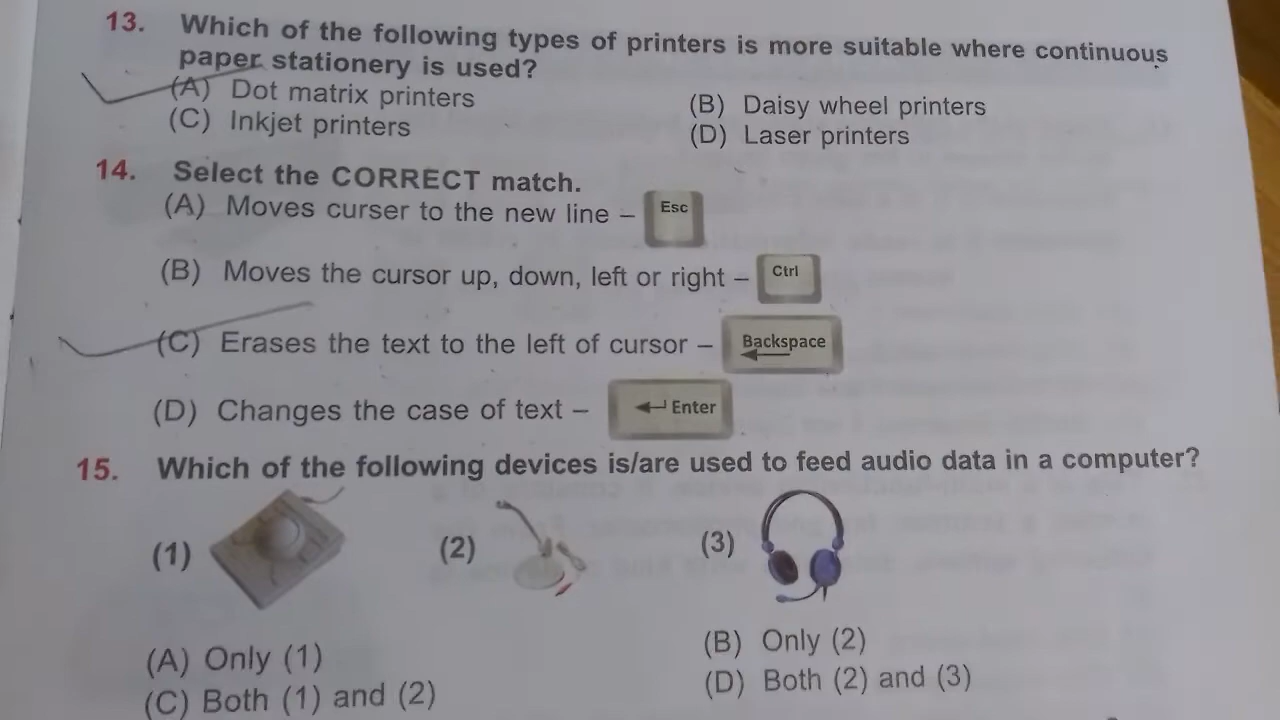 13. Which of the following types of printers is more suitable where continuous
paper stationery is used?
(A) Dot matrix printers (B) Daisy wheel printers
(C) Inkjet printers (D) Laser printers
14. Select the CORRECT match.
(A) Moves curser to the new line – Esc
(B) Moves the cursor up, down, left or right – Ctrl
(C) Erases the text to the left of cursor – Backspace
(D) Changes the case of text – Enter
15. Which of the following devices is/are used to feed audio data in a computer?
(1) (2) (3)
(A) Only (1) (B) Only (2)
(C) Both (1) and (2) (D) Both (2) and (3)